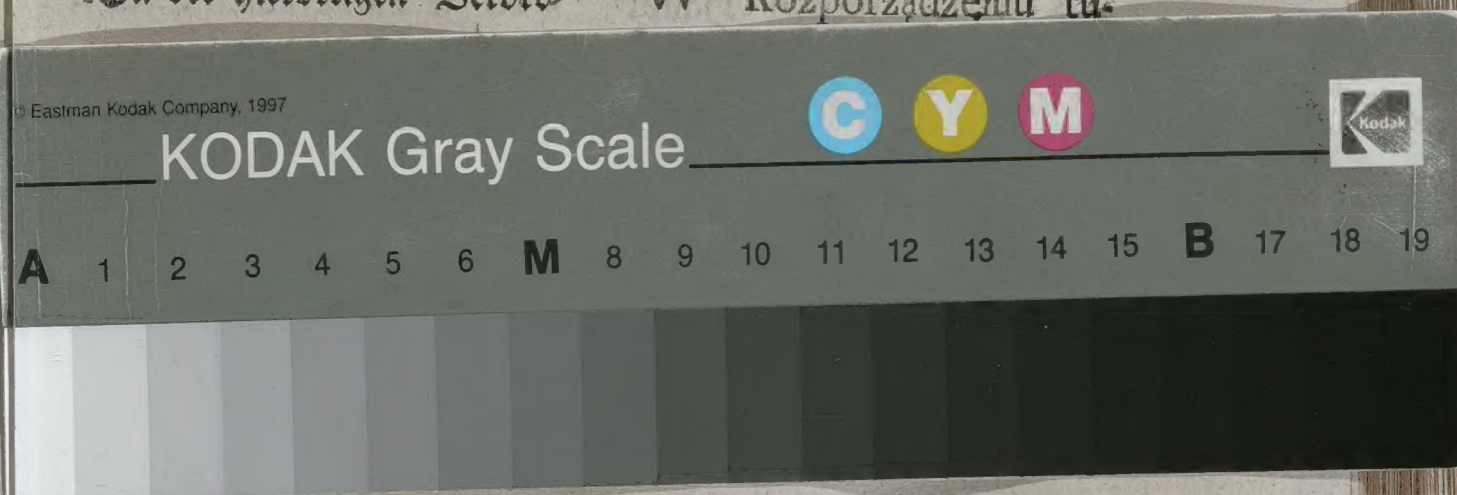 W Rozporządzeniu tu-
© Eastman Kodak Company, 1997
KODAK Gray Scale
C Y M
Kodak
A 1 2 3 4 5 6 M 8 9 10 11 12 13 14 15 B 17 18 19